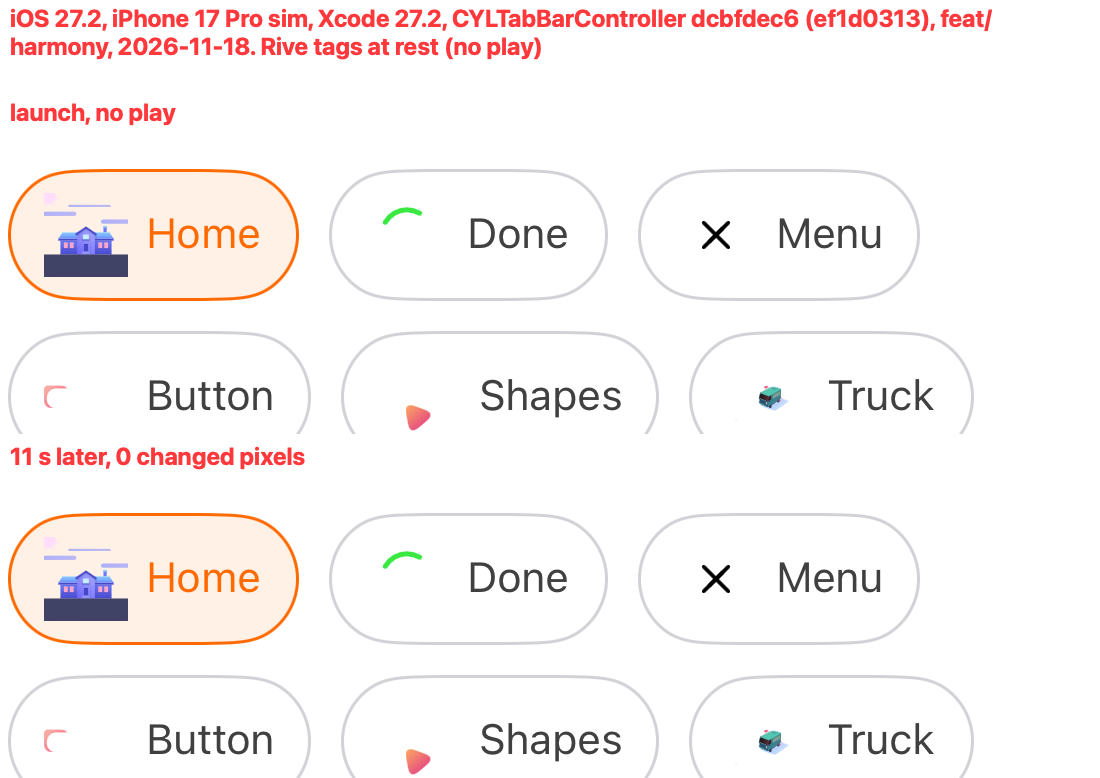 iOS 27.2, iPhone 17 Pro sim, Xcode 27.2, CYLTabBarController dcbfdec6 (ef1d0313), feat/
harmony, 2026-11-18. Rive tags at rest (no play)
launch, no play
Home
Done
Menu
Button
Shapes
Truck
11 s later, 0 changed pixels
Home
Done
Menu
Button
Shapes
Truck